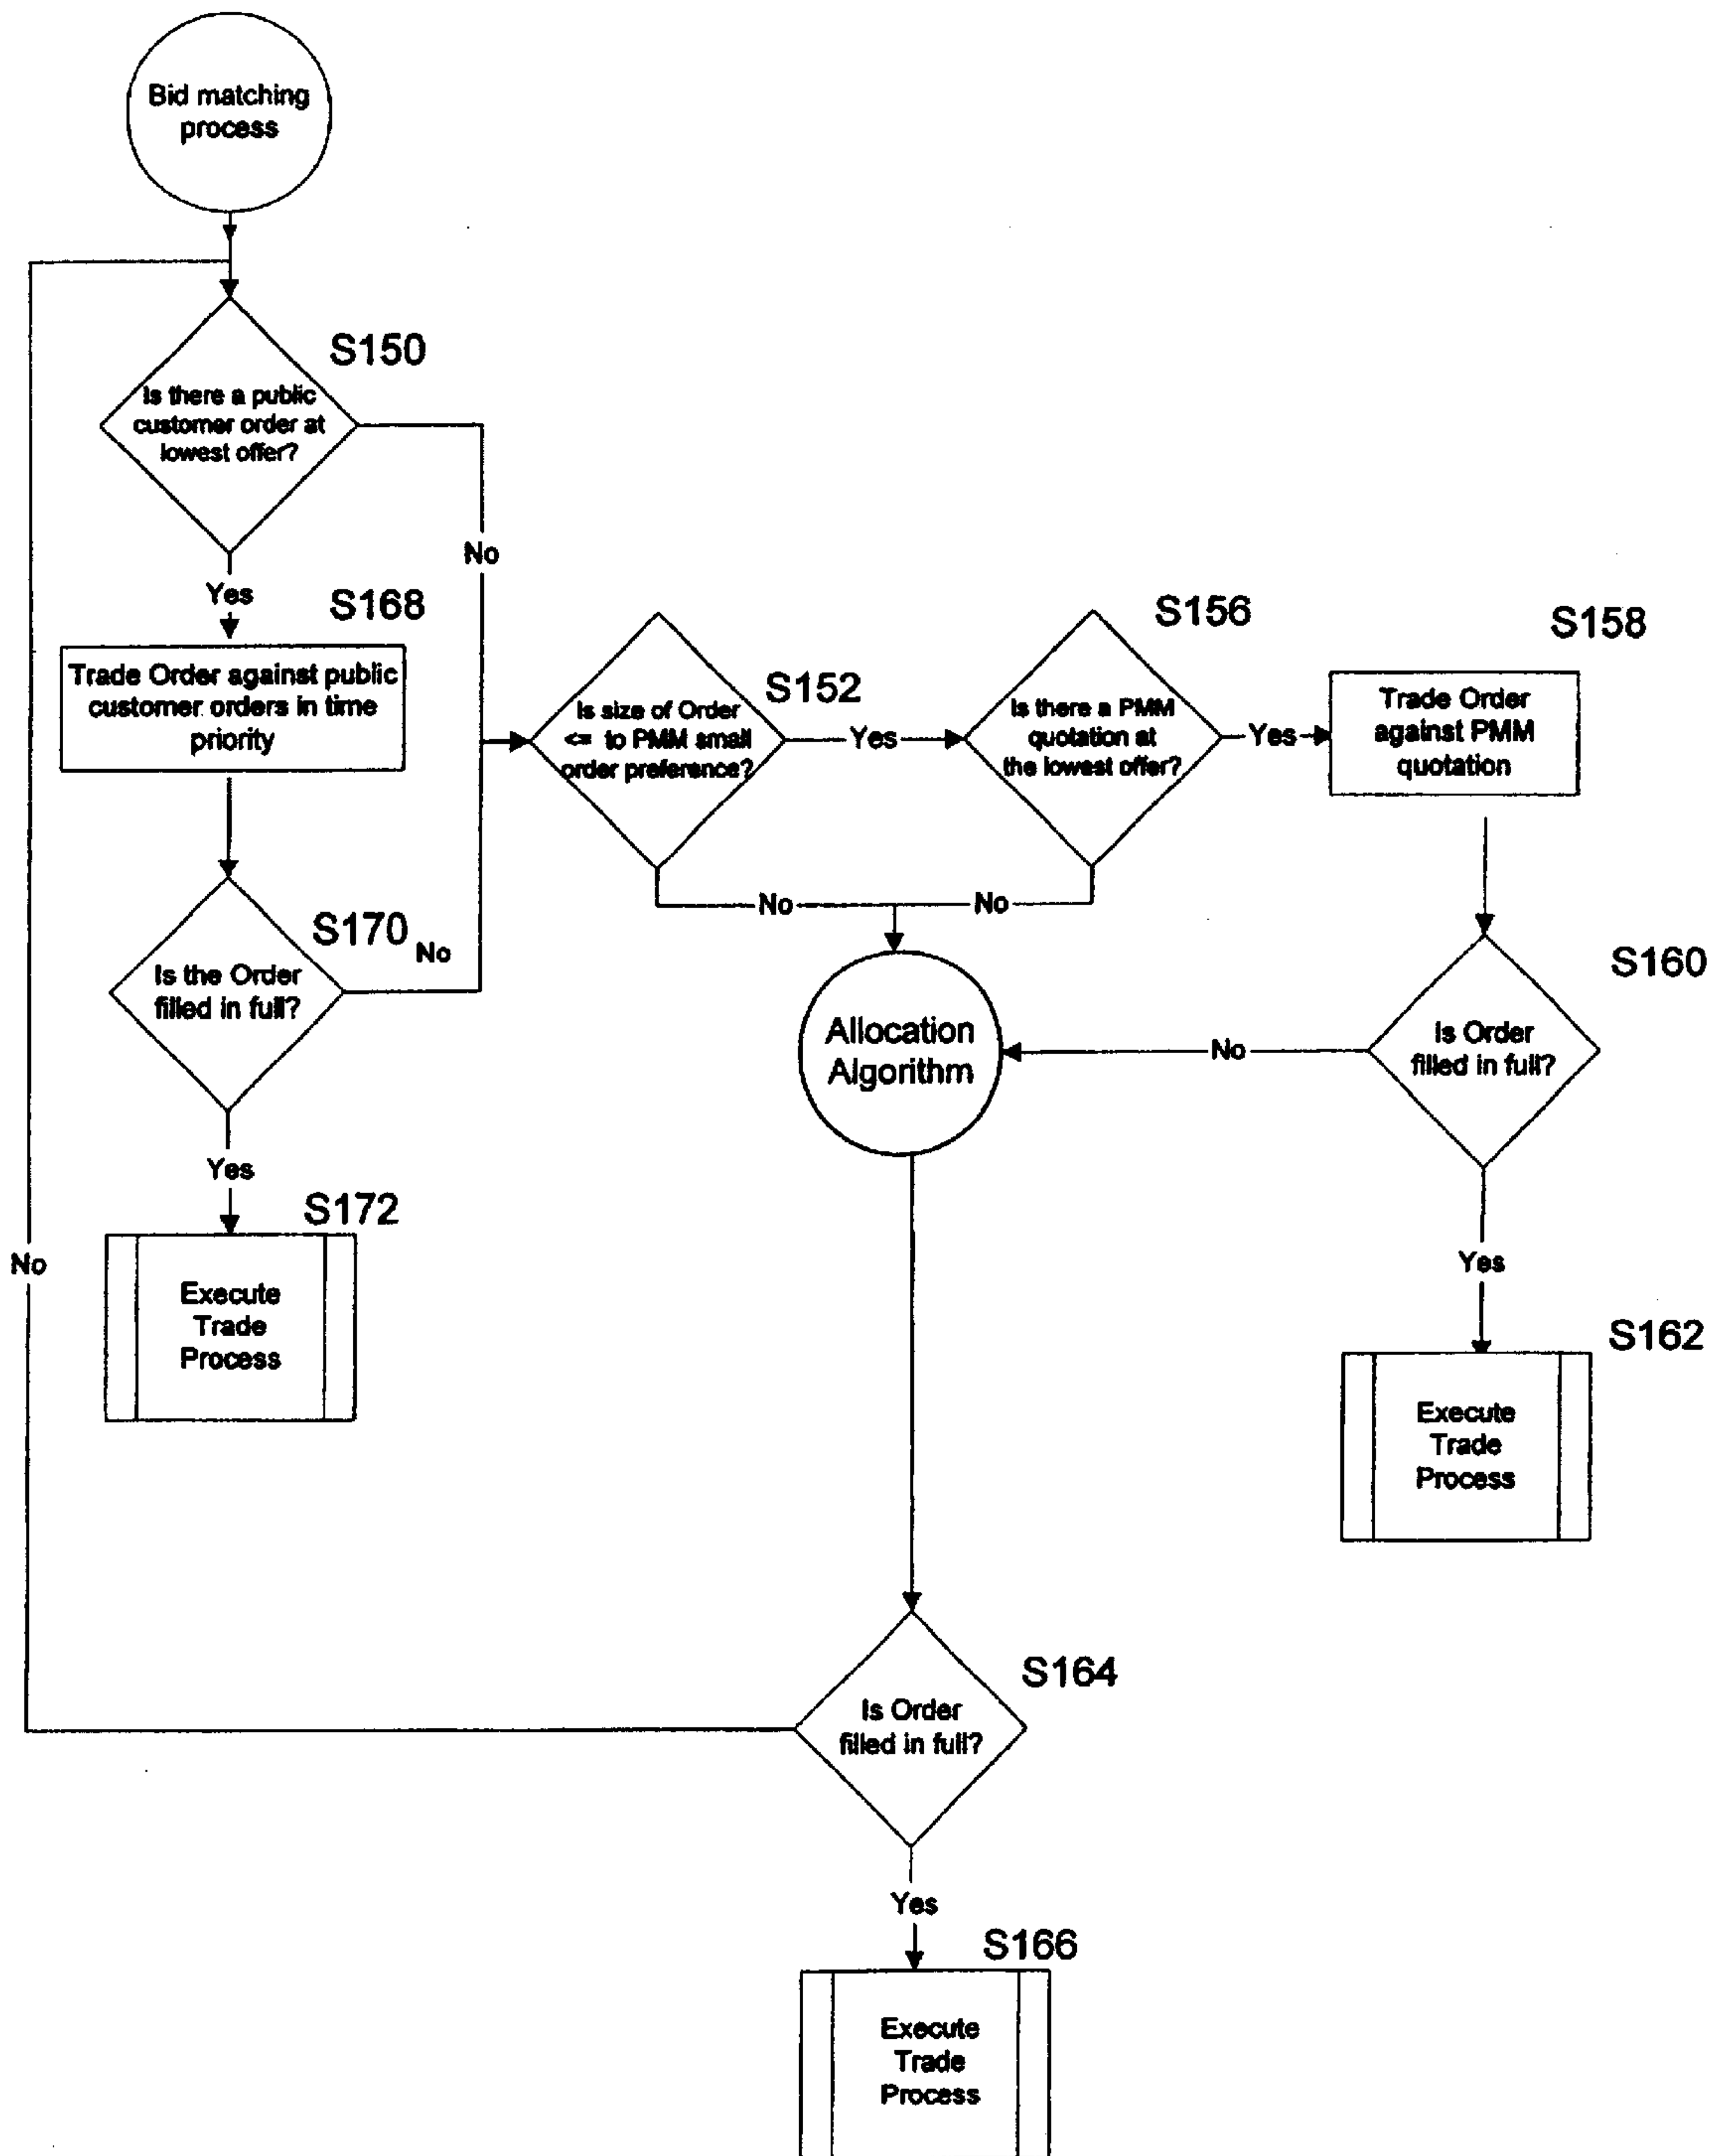 Bid matching
process
S150
Is there a public
customer order at
lowest offer?
No
Yes
S168
Trade Order against public
customer orders in time
priority
S170
No
Is the Order
filled in full?
Yes
S172
Execute
Trade
Process
No
S152
Is size of Order
<= to PMM small
order preference?
Yes
No
S156
Is there a PMM
quotation at
the lowest offer?
Yes
No
S158
Trade Order
against PMM
quotation
S160
Is Order
filled in full?
No
Yes
S162
Execute
Trade
Process
Allocation
Algorithm
S164
Is Order
filled in full?
Yes
S166
Execute
Trade
Process